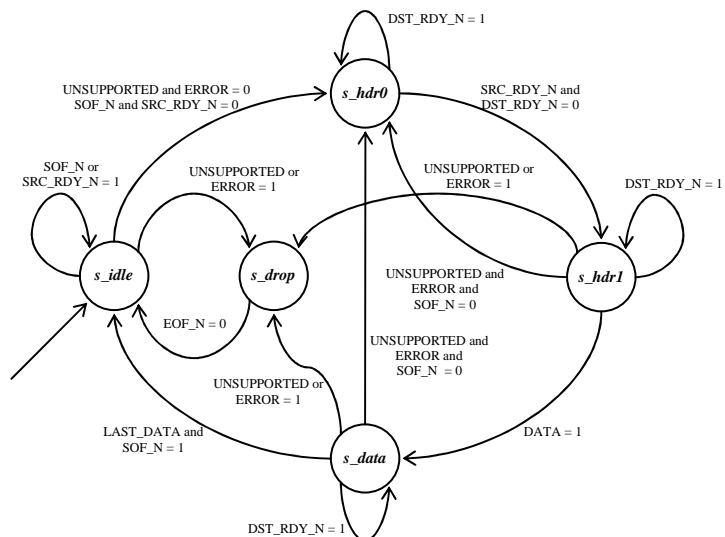 DST_RDY_N = 1
UNSUPPORTED and ERROR = 0
SOF_N and SRC_RDY_N = 0
s_hdr0
SRC_RDY_N and
DST_RDY_N = 0
SOF_N or
SRC_RDY_N = 1
UNSUPPORTED or
ERROR = 1
UNSUPPORTED or
ERROR = 1
DST_RDY_N = 1
s_idle
s_drop
s_hdr1
UNSUPPORTED and
ERROR and
SOF_N = 0
EOF_N = 0
UNSUPPORTED and
ERROR and
SOF_N = 0
UNSUPPORTED or
ERROR = 1
LAST_DATA and
SOF_N = 1
DATA = 1
s_data
DST_RDY_N = 1